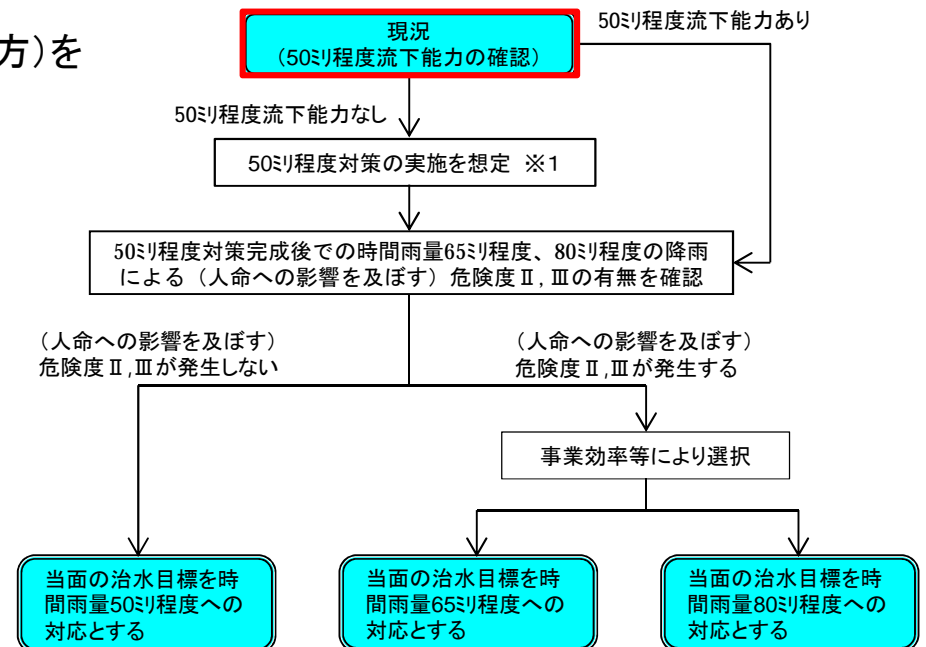 方)を
現況
(50ミリ程度流下能力の確認)
50ミリ程度流下能力あり
50ミリ程度流下能力なし
50ミリ程度対策の実施を想定 ※1
50ミリ程度対策完成後での時間雨量65ミリ程度、80ミリ程度の降雨
による(人命への影響を及ぼす)危険度Ⅱ,Ⅲの有無を確認
(人命への影響を及ぼす)
危険度Ⅱ,Ⅲが発生しない
(人命への影響を及ぼす)
危険度Ⅱ,Ⅲが発生する
事業効率等により選択
当面の治水目標を時
間雨量50ミリ程度への
対応とする
当面の治水目標を時
間雨量65ミリ程度への
対応とする
当面の治水目標を時
間雨量80ミリ程度への
対応とする